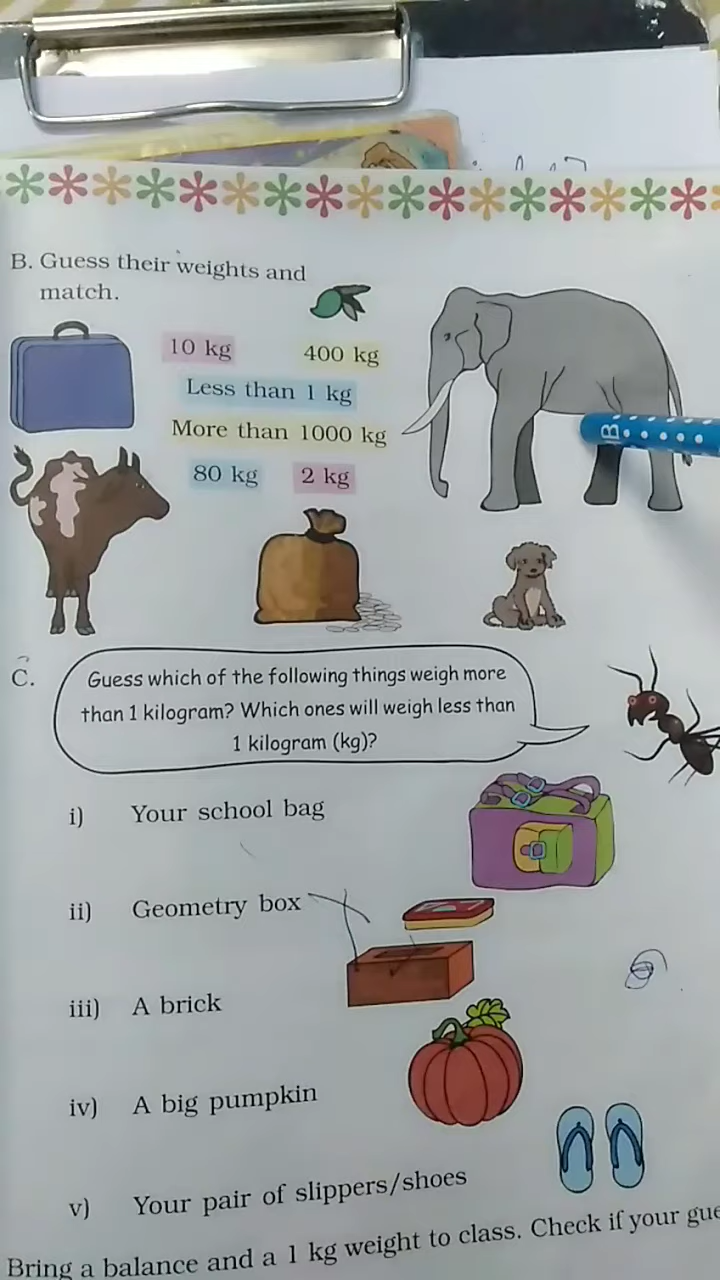 B. Guess their weights and
match.
10 kg
400 kg
Less than 1 kg
More than 1000 kg
80 kg
2 kg
B
C.
Guess which of the following things weigh more
than 1 kilogram? Which ones will weigh less than
1 kilogram (kg)?
i) Your school bag
ii) Geometry box
iii) A brick
iv) A big pumpkin
v) Your pair of slippers/shoes
Bring a balance and a 1 kg weight to class. Check if your